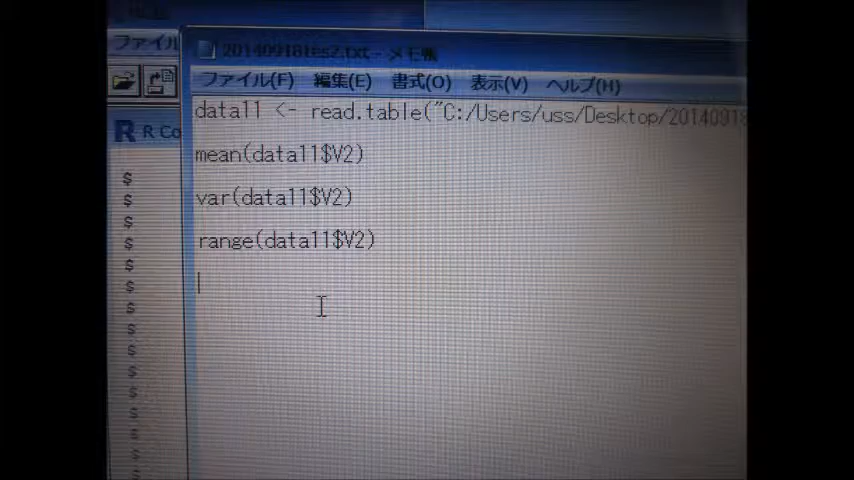 ファイル
20140918tes2.txt - メモ帳
ファイル(F) 編集(E) 書式(O) 表示(V) ヘルプ(H)
data11 <- read.table("C:/Users/uss/Desktop/2014091
R R Co
mean(data11$V2)
var(data11$V2)
range(data11$V2)
$
$
$
$
$
$
$
$
$
$
$
$
$
$